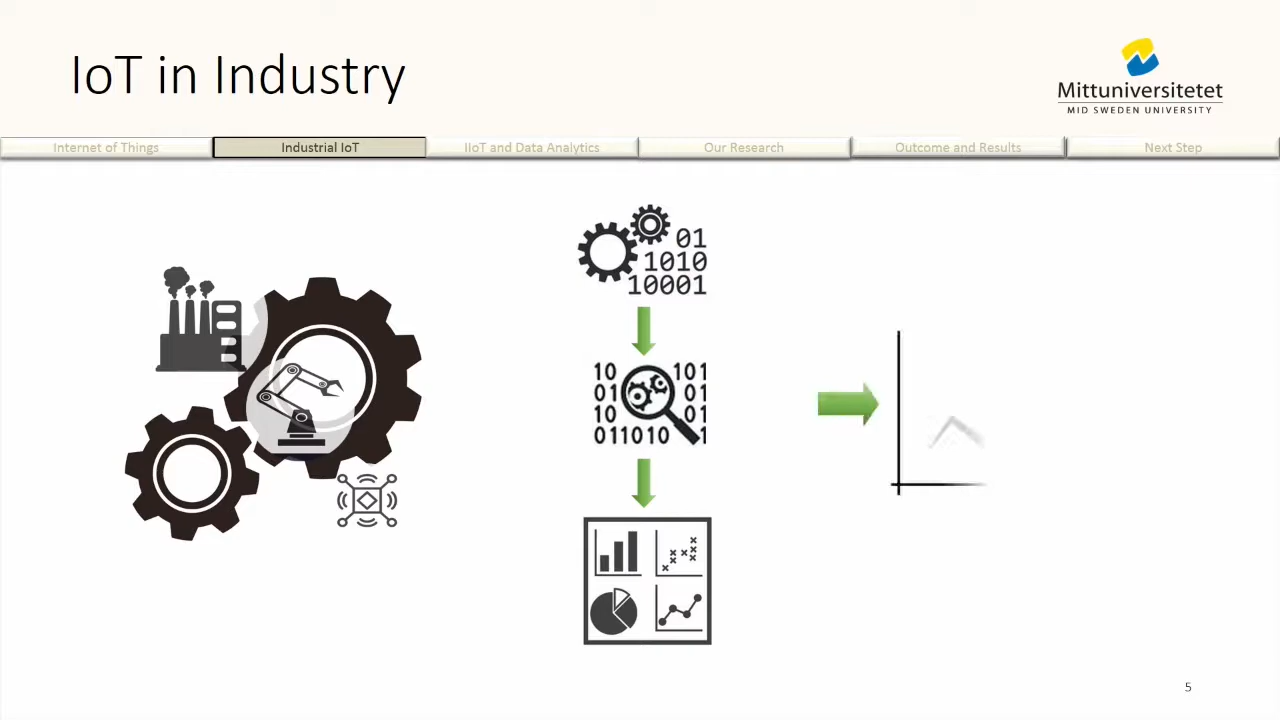 IoT in Industry
Mittuniversitetet
MID SWEDEN UNIVERSITY
Internet of Things
Industrial IoT
IIoT and Data Analytics
Our Research
Outcome and Results
Next Step
01
1010
10001
10 101
01 01
10 01
011010 1
5